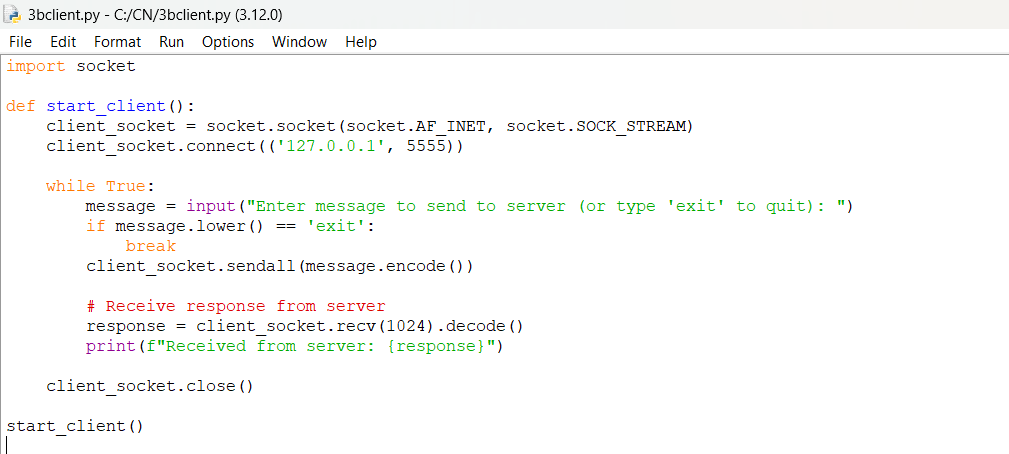 3bclient.py - C:/CN/3bclient.py (3.12.0)
File Edit Format Run Options Window Help
import socket

def start_client():
    client_socket = socket.socket(socket.AF_INET, socket.SOCK_STREAM)
    client_socket.connect(('127.0.0.1', 5555))

    while True:
        message = input("Enter message to send to server (or type 'exit' to quit): ")
        if message.lower() == 'exit':
            break
        client_socket.sendall(message.encode())

        # Receive response from server
        response = client_socket.recv(1024).decode()
        print(f"Received from server: {response}")

    client_socket.close()

start_client()